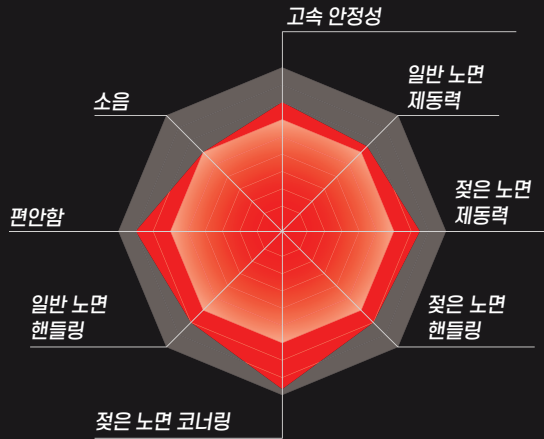 고속 안정성
일반 노면
제동력
소음
젖은 노면
제동력
편안함
일반 노면
핸들링
젖은 노면
핸들링
젖은 노면 코너링